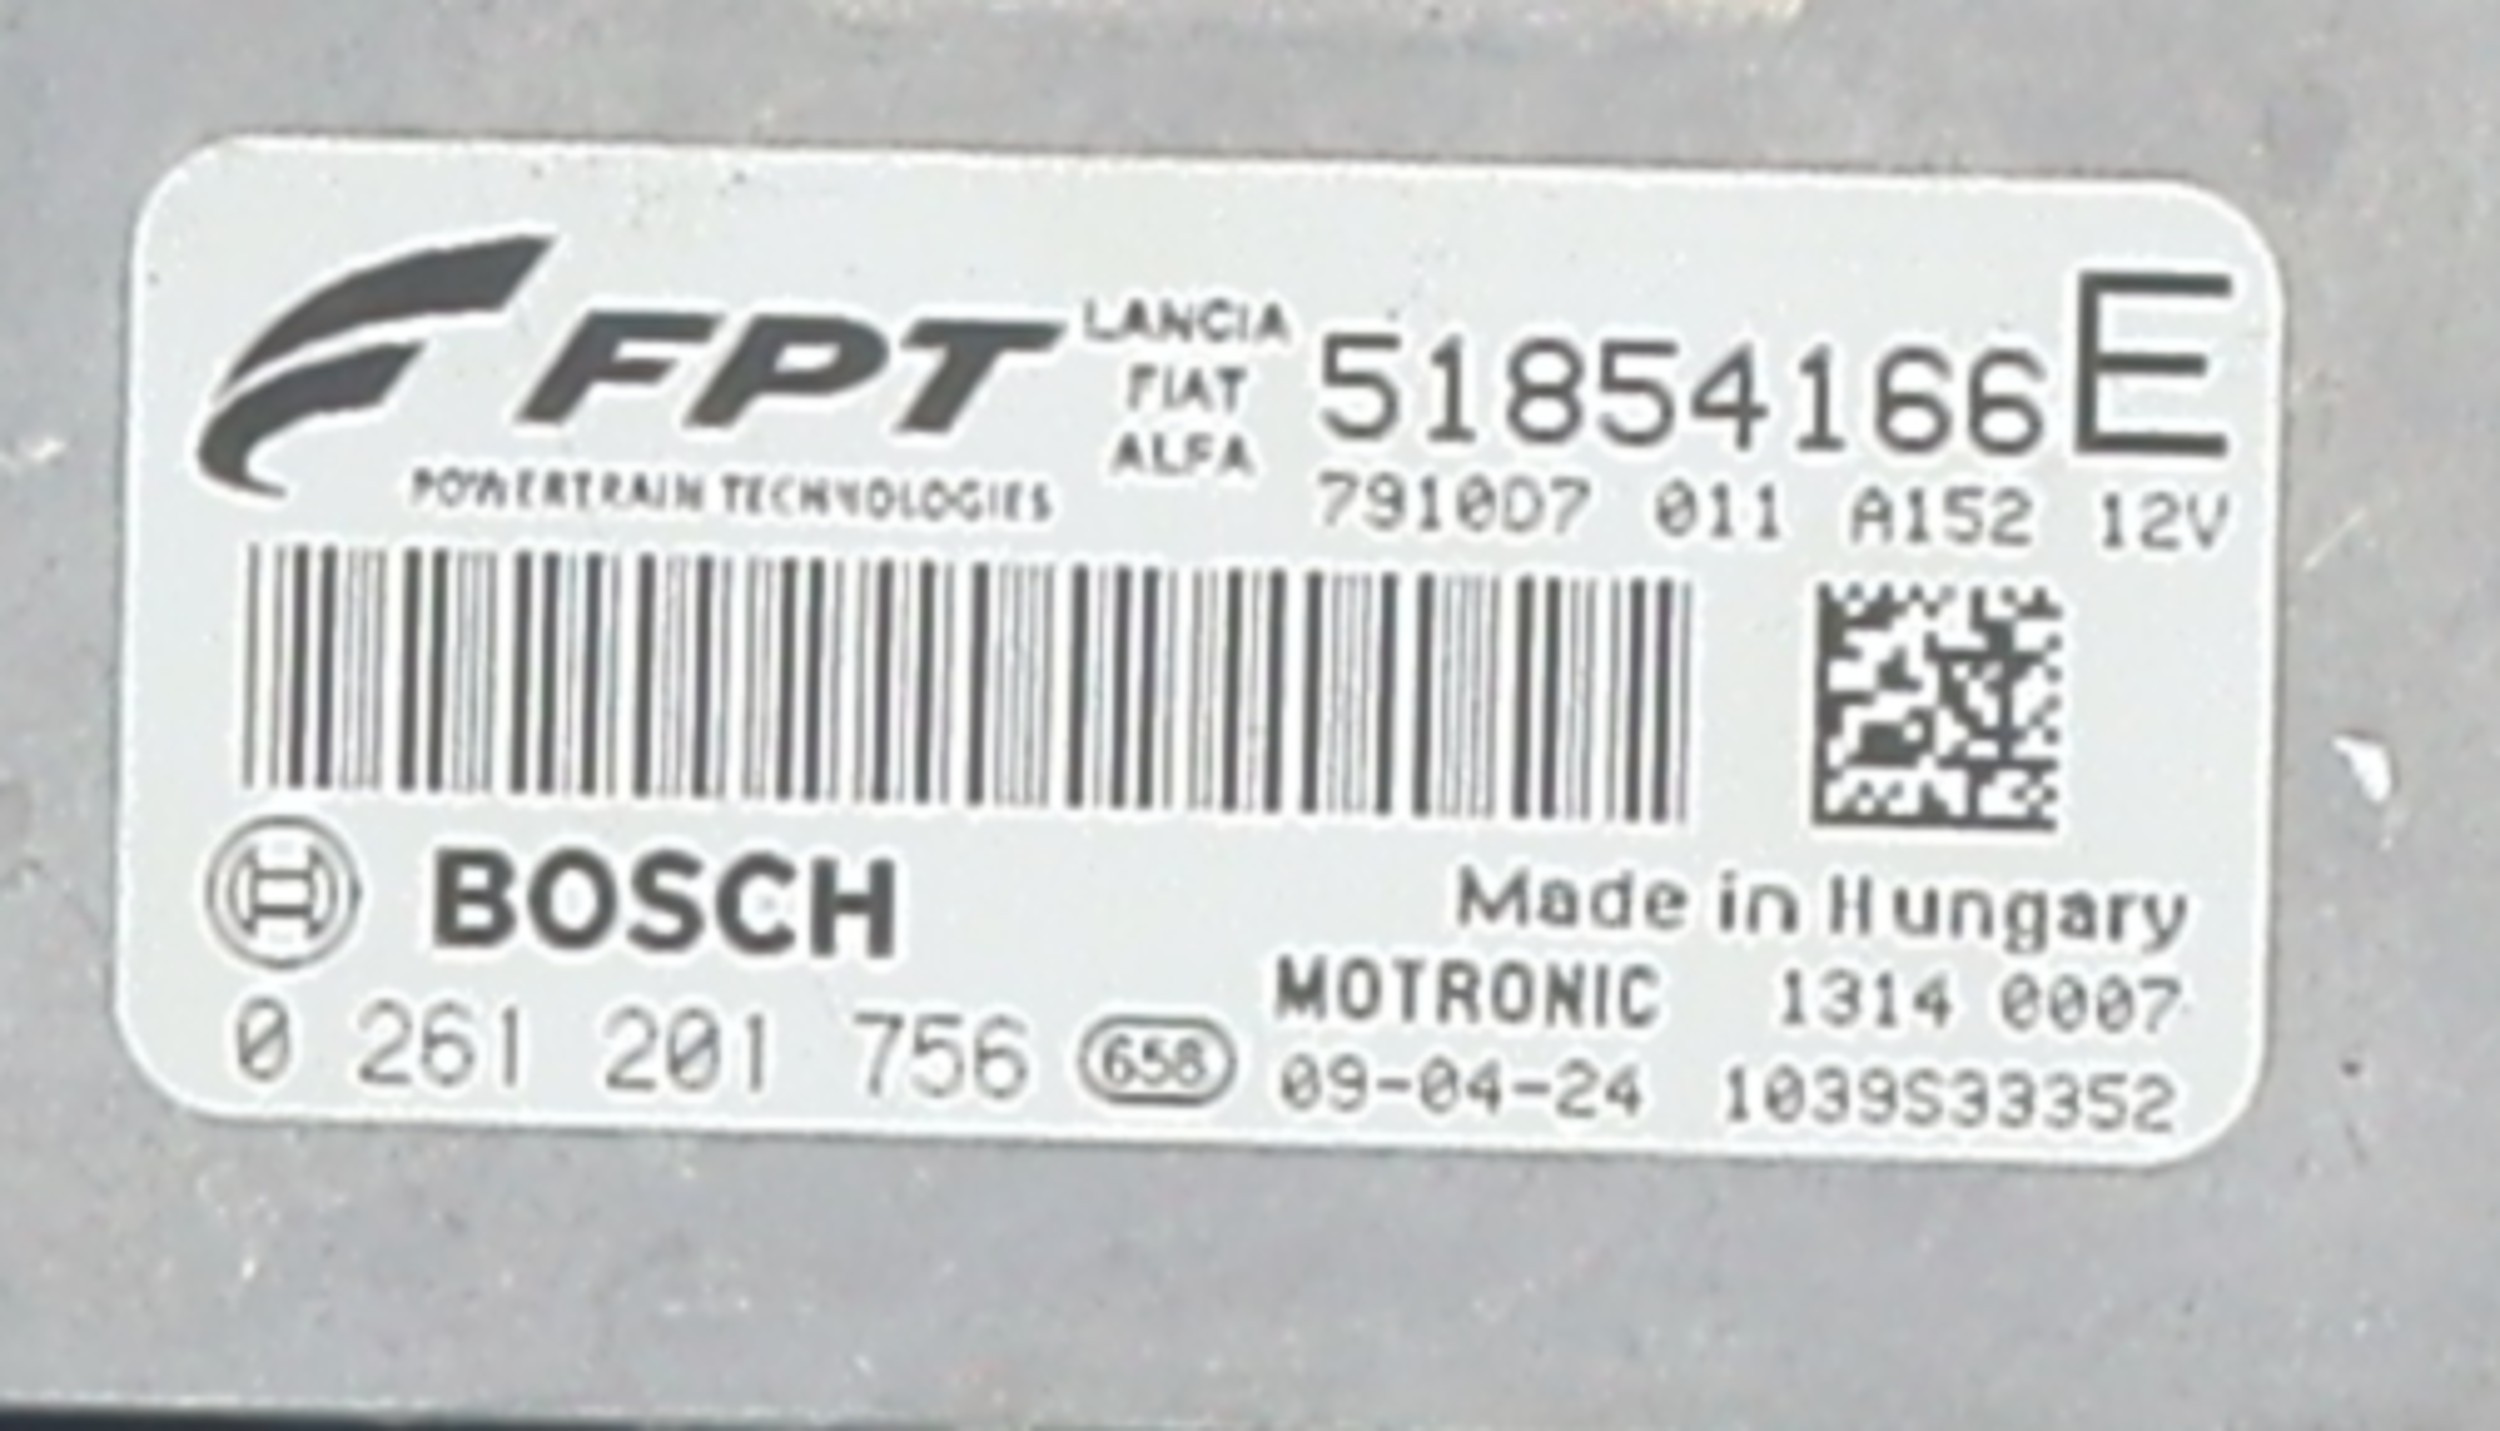 FPT
POWERTRAIN TECHNOLOGIES
LANCIA
FIAT
ALFA
51854166 E
7910D7 011 A152 12V
BOSCH
Made in Hungary
MOTRONIC 1314 0007
0 261 201 756 658 09-04-24 1039S33352